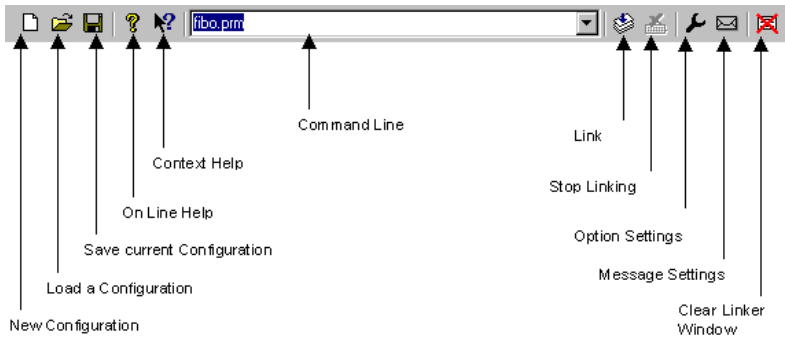 fibo.prm
Command Line
Link
Context Help
Stop Linking
On Line Help
Option Settings
Save current Configuration
Message Settings
Load a Configuration
Clear Linker
Window
New Configuration